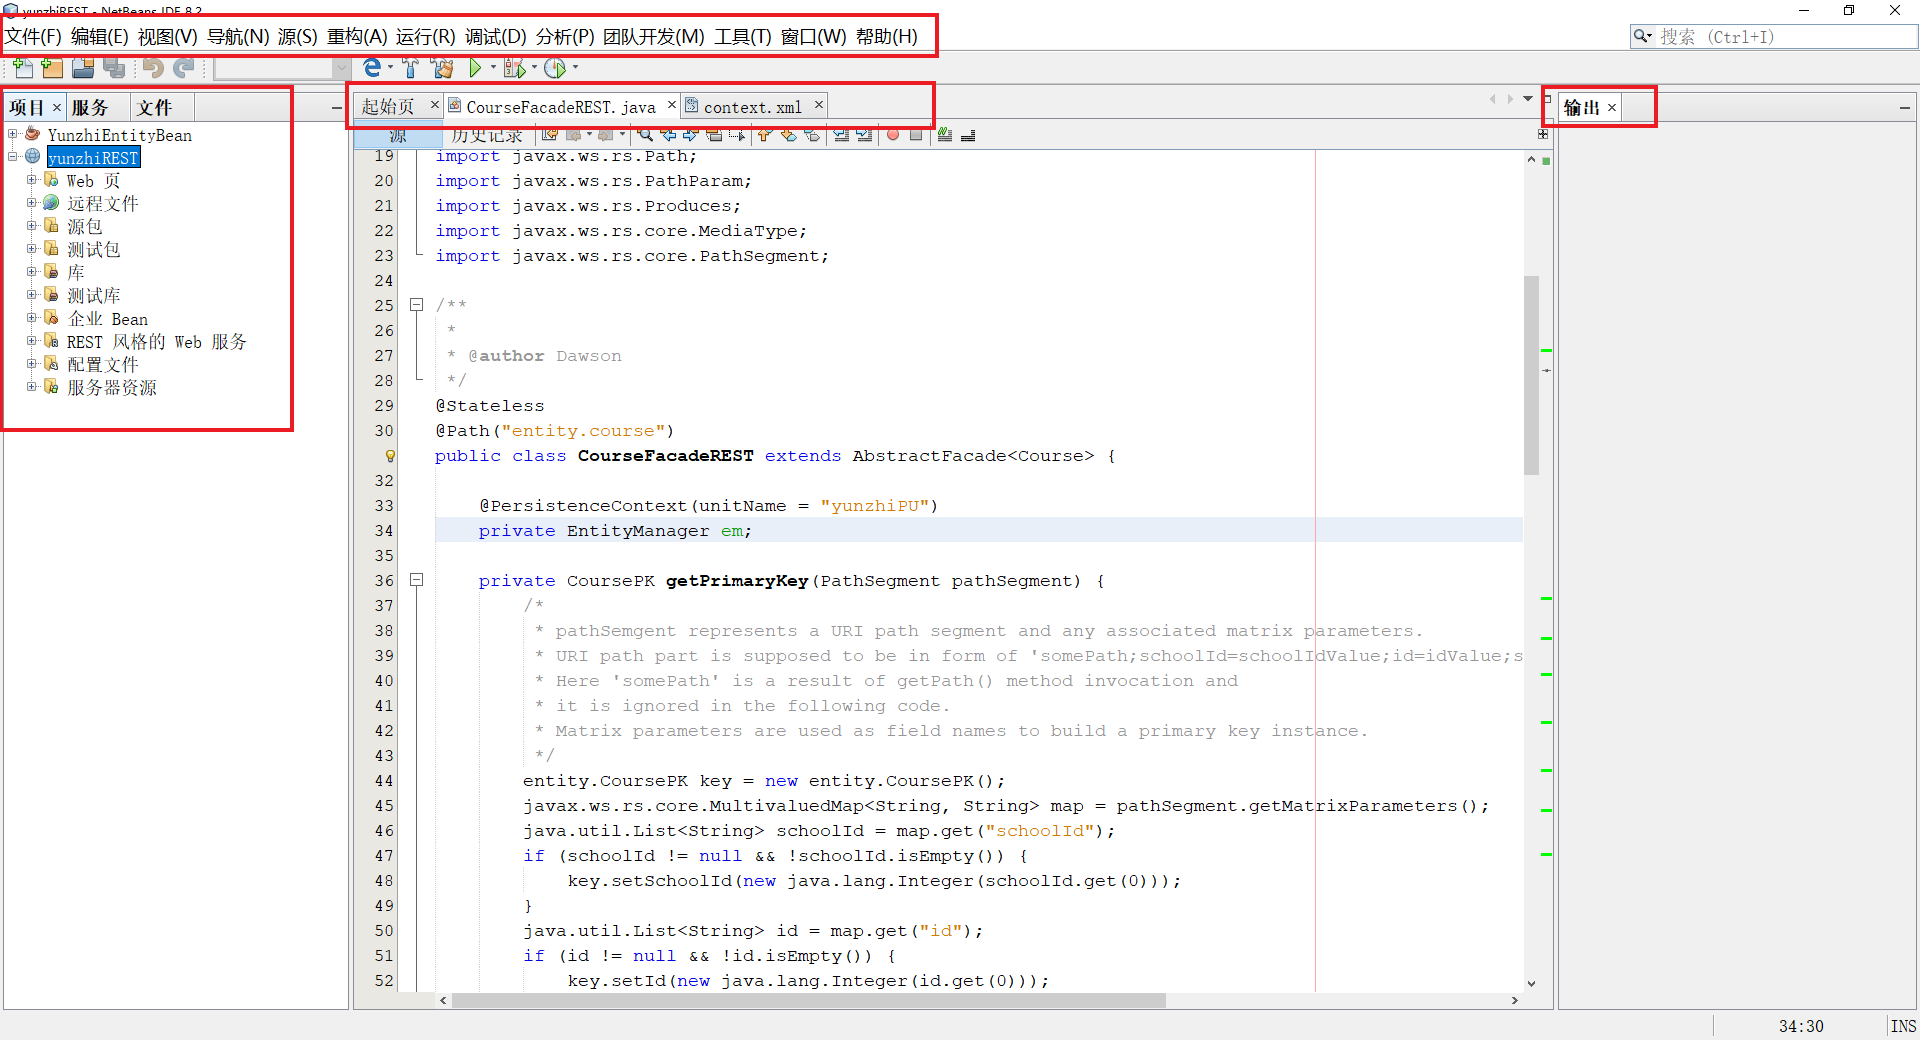 yunzhiREST - NetBeans IDE 8.2
文件(F) 编辑(E) 视图(V) 导航(N) 源(S) 重构(A) 运行(R) 调试(D) 分析(P) 团队开发(M) 工具(T) 窗口(W) 帮助(H)
搜索 (Ctrl+I)
项目 服务 文件
YunzhiEntityBean
yunzhiREST
Web 页
远程文件
源包
测试包
库
测试库
企业 Bean
REST 风格的 Web 服务
配置文件
服务器资源
起始页 CourseFacadeREST.java context.xml
源 历史记录
19 import javax.ws.rs.Path;
20 import javax.ws.rs.PathParam;
21 import javax.ws.rs.Produces;
22 import javax.ws.rs.core.MediaType;
23 import javax.ws.rs.core.PathSegment;
24
25 /**
26 *
27 * @author Dawson
28 */
29 @Stateless
30 @Path("entity.course")
public class CourseFacadeREST extends AbstractFacade<Course> {
32
33 @PersistenceContext(unitName = "yunzhiPU")
34 private EntityManager em;
35
36 private CoursePK getPrimaryKey(PathSegment pathSegment) {
37 /*
38 * pathSemgent represents a URI path segment and any associated matrix parameters.
39 * URI path part is supposed to be in form of 'somePath;schoolId=schoolIdValue;id=idValue;s
40 * Here 'somePath' is a result of getPath() method invocation and
41 * it is ignored in the following code.
42 * Matrix parameters are used as field names to build a primary key instance.
43 */
44 entity.CoursePK key = new entity.CoursePK();
45 javax.ws.rs.core.MultivaluedMap<String, String> map = pathSegment.getMatrixParameters();
46 java.util.List<String> schoolId = map.get("schoolId");
47 if (schoolId != null && !schoolId.isEmpty()) {
48 key.setSchoolId(new java.lang.Integer(schoolId.get(0)));
49 }
50 java.util.List<String> id = map.get("id");
51 if (id != null && !id.isEmpty()) {
52 key.setId(new java.lang.Integer(id.get(0)));
输出
34:30 INS